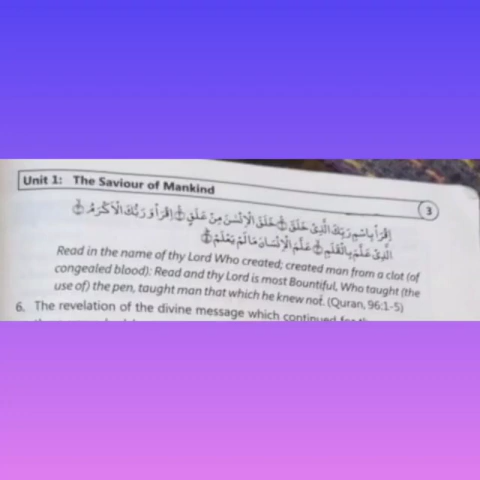 Unit 1: The Saviour of Mankind
3
اِقْرَاْ بِاسْمِ رَبِّكَ الَّذِیْ خَلَقَ ۝ خَلَقَ الْاِنْسَانَ مِنْ عَلَقٍ ۝ اِقْرَاْ وَ رَبُّكَ الْاَكْرَمُ ۝
الَّذِیْ عَلَّمَ بِالْقَلَمِ ۝ عَلَّمَ الْاِنْسَانَ مَا لَمْ یَعْلَمْ ۝
Read in the name of thy Lord Who created; created man from a clot (of
congealed blood): Read and thy Lord is most Bountiful, Who taught (the
use of) the pen, taught man that which he knew not. (Quran, 96:1-5)
6. The revelation of the divine message which continued for